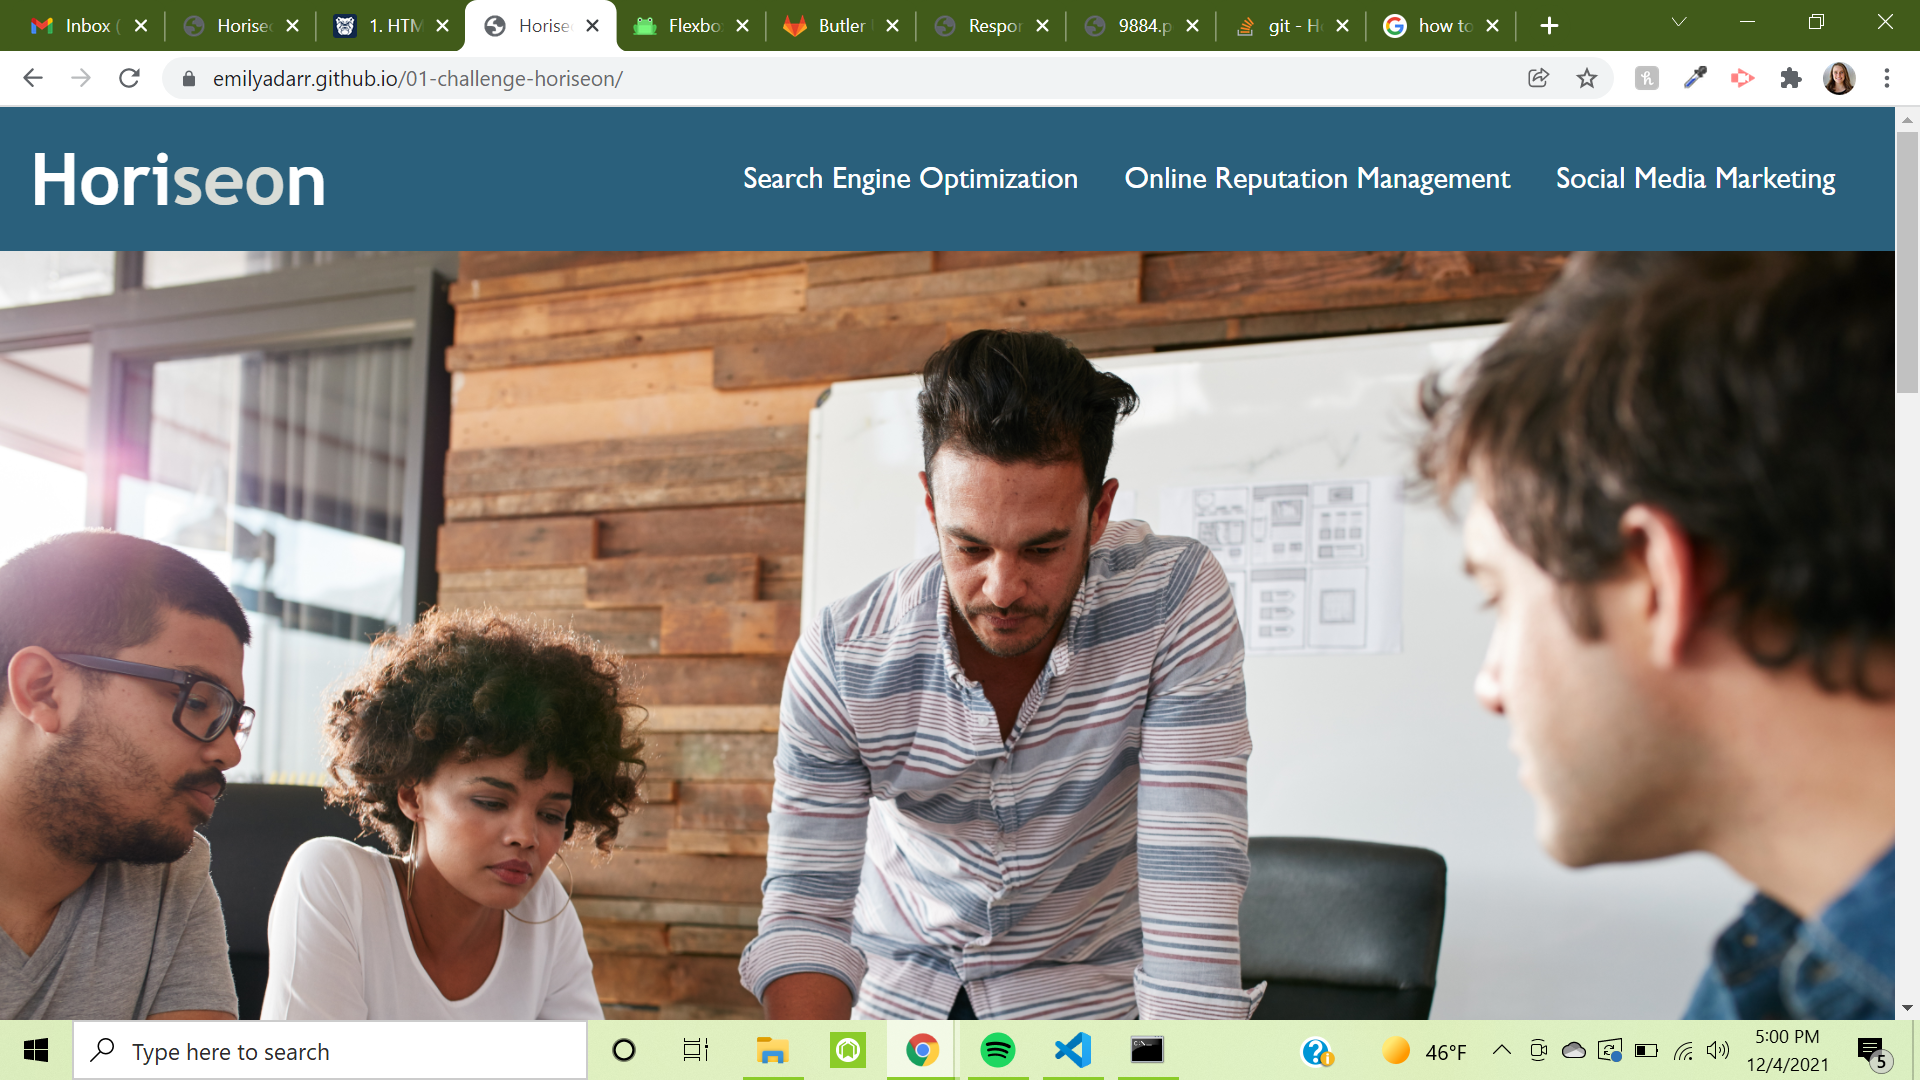 Inbox (
Horise
1. HTM
Horise
Flexbo
Butler
Respon
9884.p
git - H
how to
emilyadarr.github.io/01-challenge-horiseon/
Horiseon
Search Engine Optimization
Online Reputation Management
Social Media Marketing
Type here to search
46°F
5:00 PM
12/4/2021
5